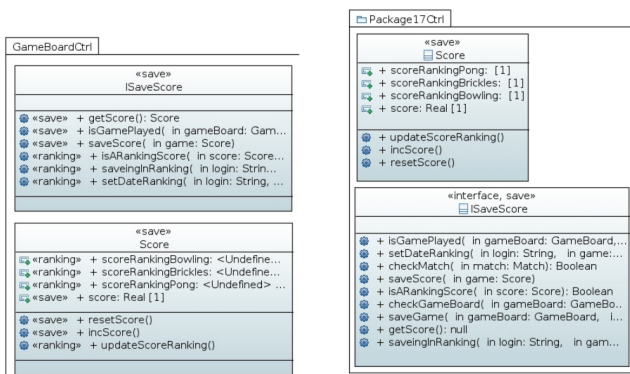 GameBoardCtrl
«save»
ISaveScore
«save» + getScore(): Score
«save» + isGamePlayed( in gameBoard: Gam...
«save» + saveScore( in game: Score)
«ranking» + isARankingScore( in score: Score...
«ranking» + saveingInRanking( in login: Strin...
«ranking» + setDateRanking( in login: String, ...
«save»
Score
«ranking» + scoreRankingBowling: <Undefine...
«ranking» + scoreRankingBrickles: <Undefine...
«ranking» + scoreRankingPong: <Undefined> ...
«save» + score: Real [1]
«save» + resetScore()
«save» + incScore()
«ranking» + updateScoreRanking()
Package17Ctrl
«save»
Score
+ scoreRankingPong: [1]
+ scoreRankingBrickles: [1]
+ scoreRankingBowling: [1]
+ score: Real [1]
+ updateScoreRanking()
+ incScore()
+ resetScore()
«interface, save»
ISaveScore
+ isGamePlayed( in gameBoard: GameBoard,...
+ setDateRanking( in login: String, in game:...
+ checkMatch( in match: Match): Boolean
+ saveScore( in game: Score)
+ isARankingScore( in score: Score): Boolean
+ checkGameBoard( in gameBoard: GameBo...
+ saveGame( in gameBoard: GameBoard, i...
+ getScore(): null
+ saveingInRanking( in login: String, in gam...